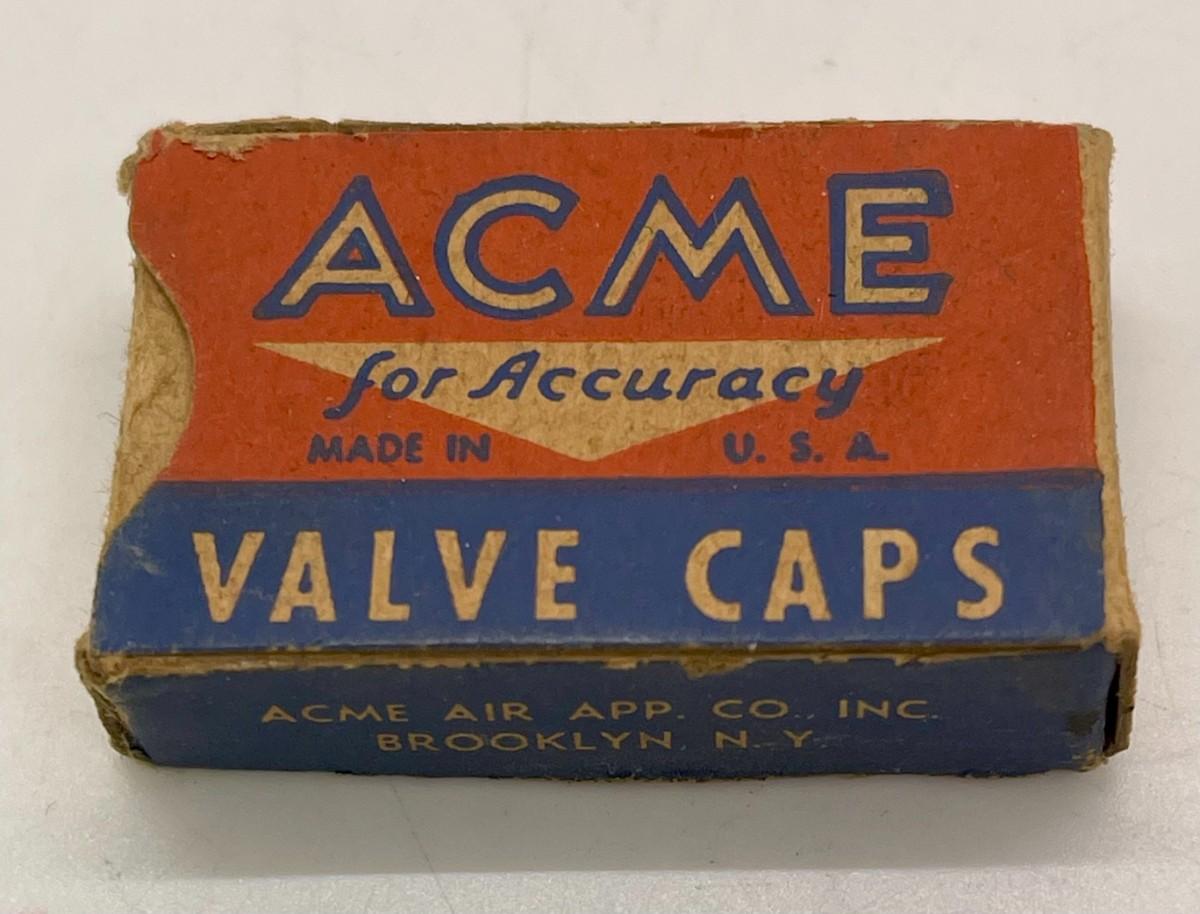 ACME
for Accuracy
MADE IN U. S. A.
VALVE CAPS
ACME AIR APP. CO., INC.
BROOKLYN, N. Y.